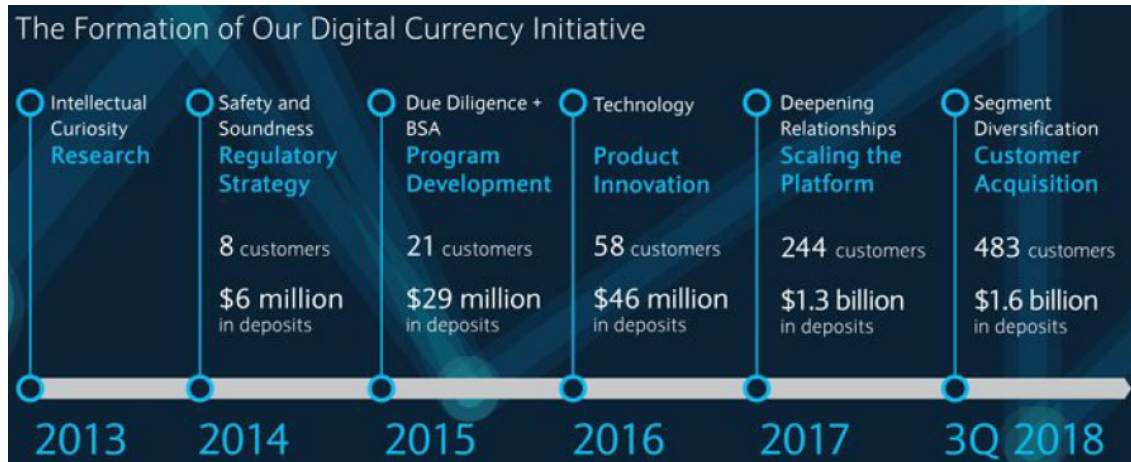 The Formation of Our Digital Currency Initiative
Intellectual
Curiosity
Research
2013
Safety and
Soundness
Regulatory
Strategy
8 customers
$6 million
in deposits
2014
Due Diligence +
BSA
Program
Development
21 customers
$29 million
in deposits
2015
Technology
Product
Innovation
58 customers
$46 million
in deposits
2016
Deepening
Relationships
Scaling the
Platform
244 customers
$1.3 billion
in deposits
2017
Segment
Diversification
Customer
Acquisition
483 customers
$1.6 billion
in deposits
3Q 2018